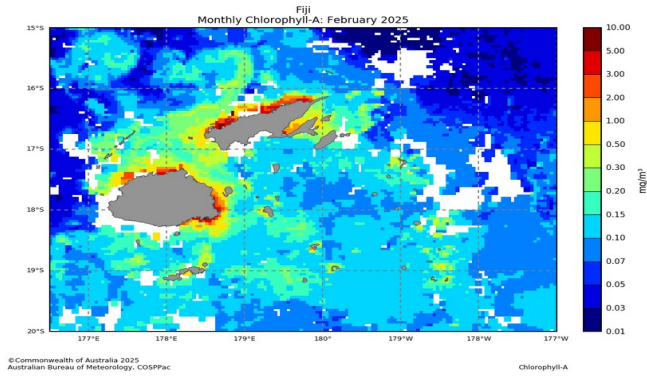 Fiji
Monthly Chlorophyll-A: February 2025
15°S
16°S
17°S
18°S
19°S
20°S
177°E
178°E
179°E
180°
179°W
178°W
177°W
10.00
5.00
3.00
2.00
1.00
0.50
0.30
0.20
0.15
0.10
0.07
0.05
0.03
0.01
mg/m³
©Commonwealth of Australia 2025
Australian Bureau of Meteorology, COSPPac
Chlorophyll-A